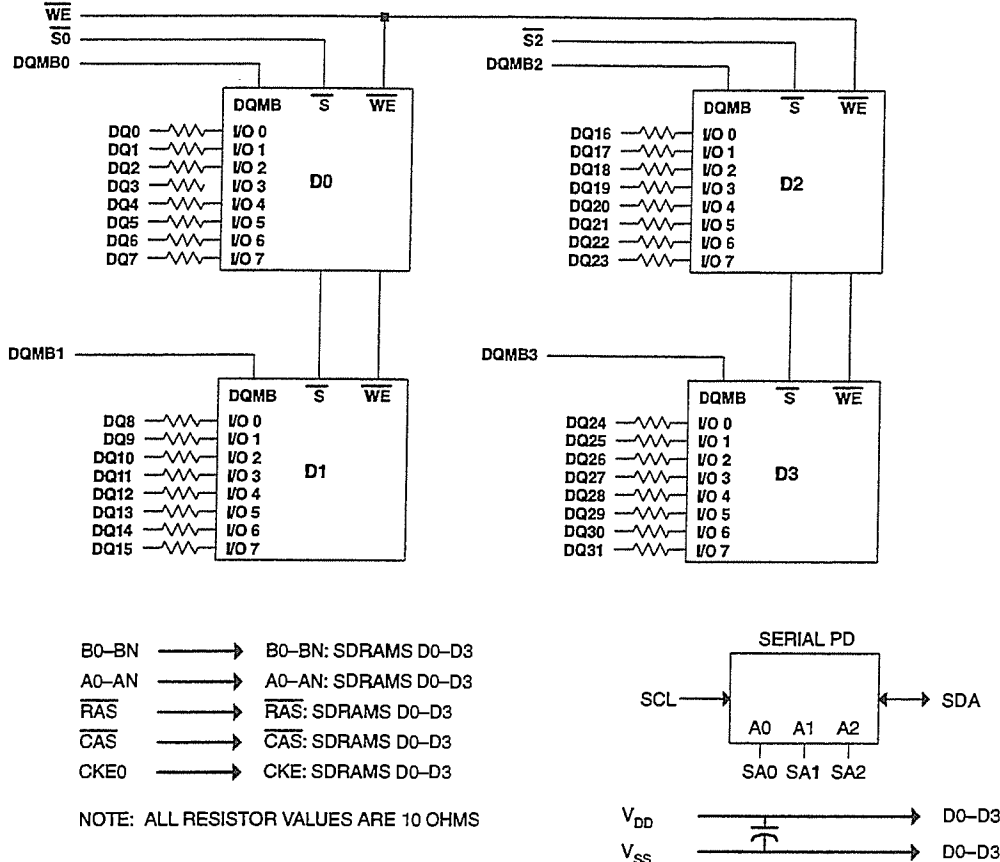 WE
S0
DQMB0
DQMB S WE
DQ0 I/O 0
DQ1 I/O 1
DQ2 I/O 2
DQ3 I/O 3
DQ4 I/O 4
DQ5 I/O 5
DQ6 I/O 6
DQ7 I/O 7
D0
S2
DQMB2
DQMB S WE
DQ16 I/O 0
DQ17 I/O 1
DQ18 I/O 2
DQ19 I/O 3
DQ20 I/O 4
DQ21 I/O 5
DQ22 I/O 6
DQ23 I/O 7
D2
DQMB1
DQMB S WE
DQ8 I/O 0
DQ9 I/O 1
DQ10 I/O 2
DQ11 I/O 3
DQ12 I/O 4
DQ13 I/O 5
DQ14 I/O 6
DQ15 I/O 7
D1
DQMB3
DQMB S WE
DQ24 I/O 0
DQ25 I/O 1
DQ26 I/O 2
DQ27 I/O 3
DQ28 I/O 4
DQ29 I/O 5
DQ30 I/O 6
DQ31 I/O 7
D3
B0–BN B0–BN: SDRAMS D0–D3
A0–AN A0–AN: SDRAMS D0–D3
RAS RAS: SDRAMS D0–D3
CAS CAS: SDRAMS D0–D3
CKE0 CKE: SDRAMS D0–D3
NOTE: ALL RESISTOR VALUES ARE 10 OHMS
SERIAL PD
SCL SDA
A0 A1 A2
SA0 SA1 SA2
VDD D0–D3
VSS D0–D3